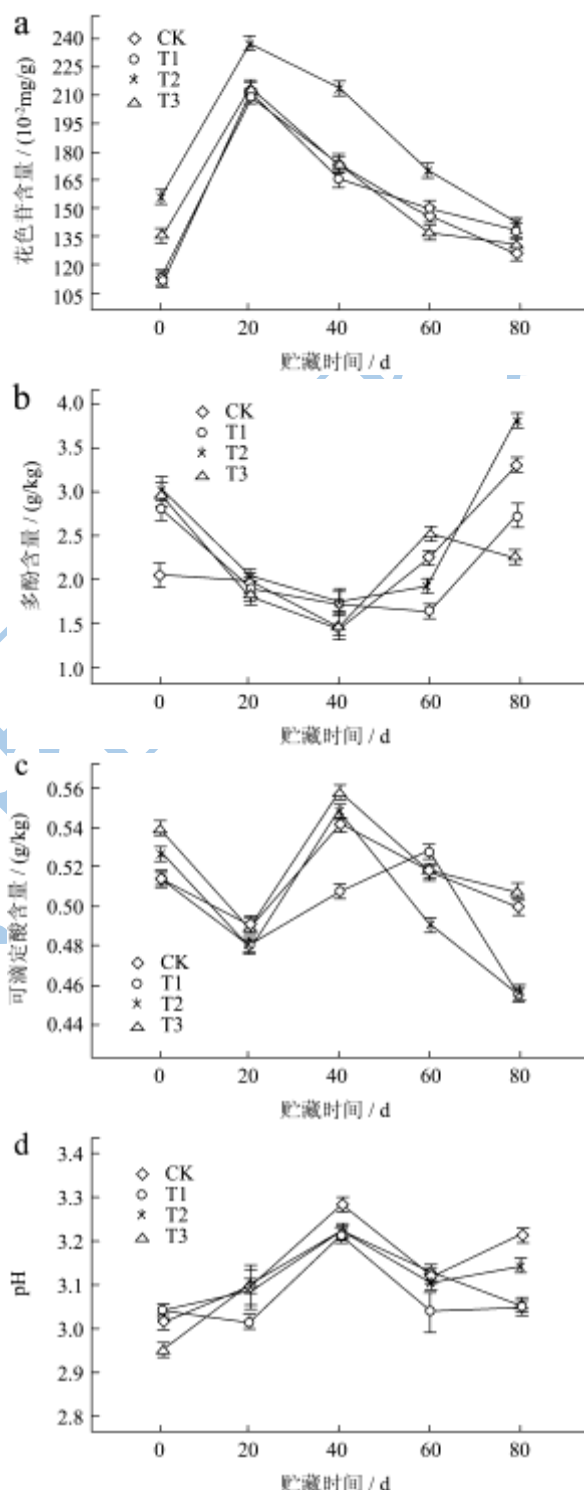 a
CK
T1
T2
T3
240
225
210
195
180
165
150
135
120
105
花色苷含量 / (10⁻²mg/g)
0 20 40 60 80
贮藏时间 / d
b
CK
T1
T2
T3
4.0
3.5
3.0
2.5
2.0
1.5
1.0
多酚含量 / (g/kg)
0 20 40 60 80
贮藏时间 / d
c
0.56
0.54
0.52
0.50
0.48
0.46
0.44
可滴定酸含量 / (g/kg)
CK
T1
T2
T3
0 20 40 60 80
贮藏时间 / d
d
CK
T1
T2
T3
3.4
3.3
3.2
3.1
3.0
2.9
2.8
pH
0 20 40 60 80
贮藏时间 / d